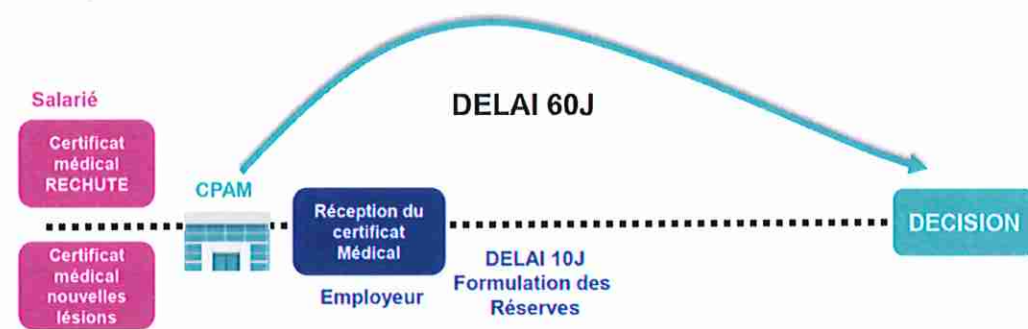 Salarié
Certificat
médical
RECHUTE
CPAM
DELAI 60J
Réception du
certificat
Médical
Employeur
DELAI 10J
Formulation des
Réserves
DECISION
Certificat
médical
nouvelles
lésions